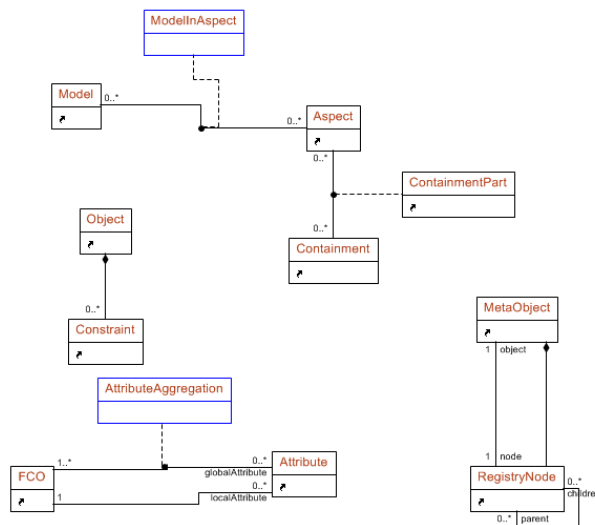 ModelInAspect
Model
0..*
0..*
Aspect
0..*
ContainmentPart
0..*
Containment
Object
0..*
Constraint
MetaObject
1
object
AttributeAggregation
1
node
FCO
1..*
0..*
globalAttribute
Attribute
1
0..*
localAttribute
RegistryNode
0..*
childre
0..*
parent